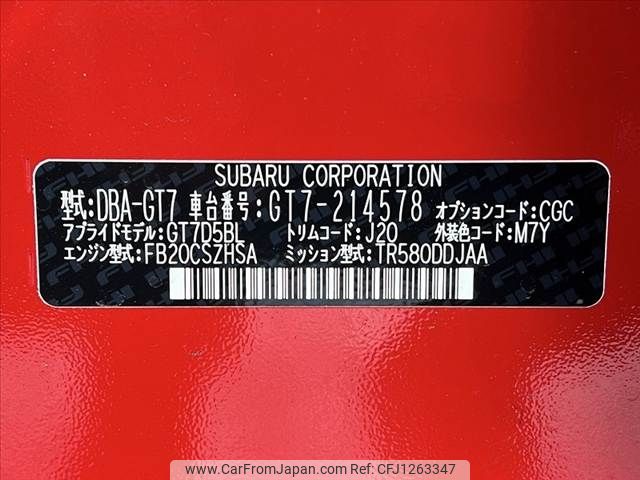 SUBARU CORPORATION
型式:DBA-GT7 車台番号:GT7-214578 オプションコード:CGC
アプライドモデル:GT7D5BL トリムコード:J20 外装色コード:M7Y
エンジン型式:FB20CSZHSA ミッション型式:TR580DDJAA
car from japan
www.carfromjapan.com
CFJ1263347